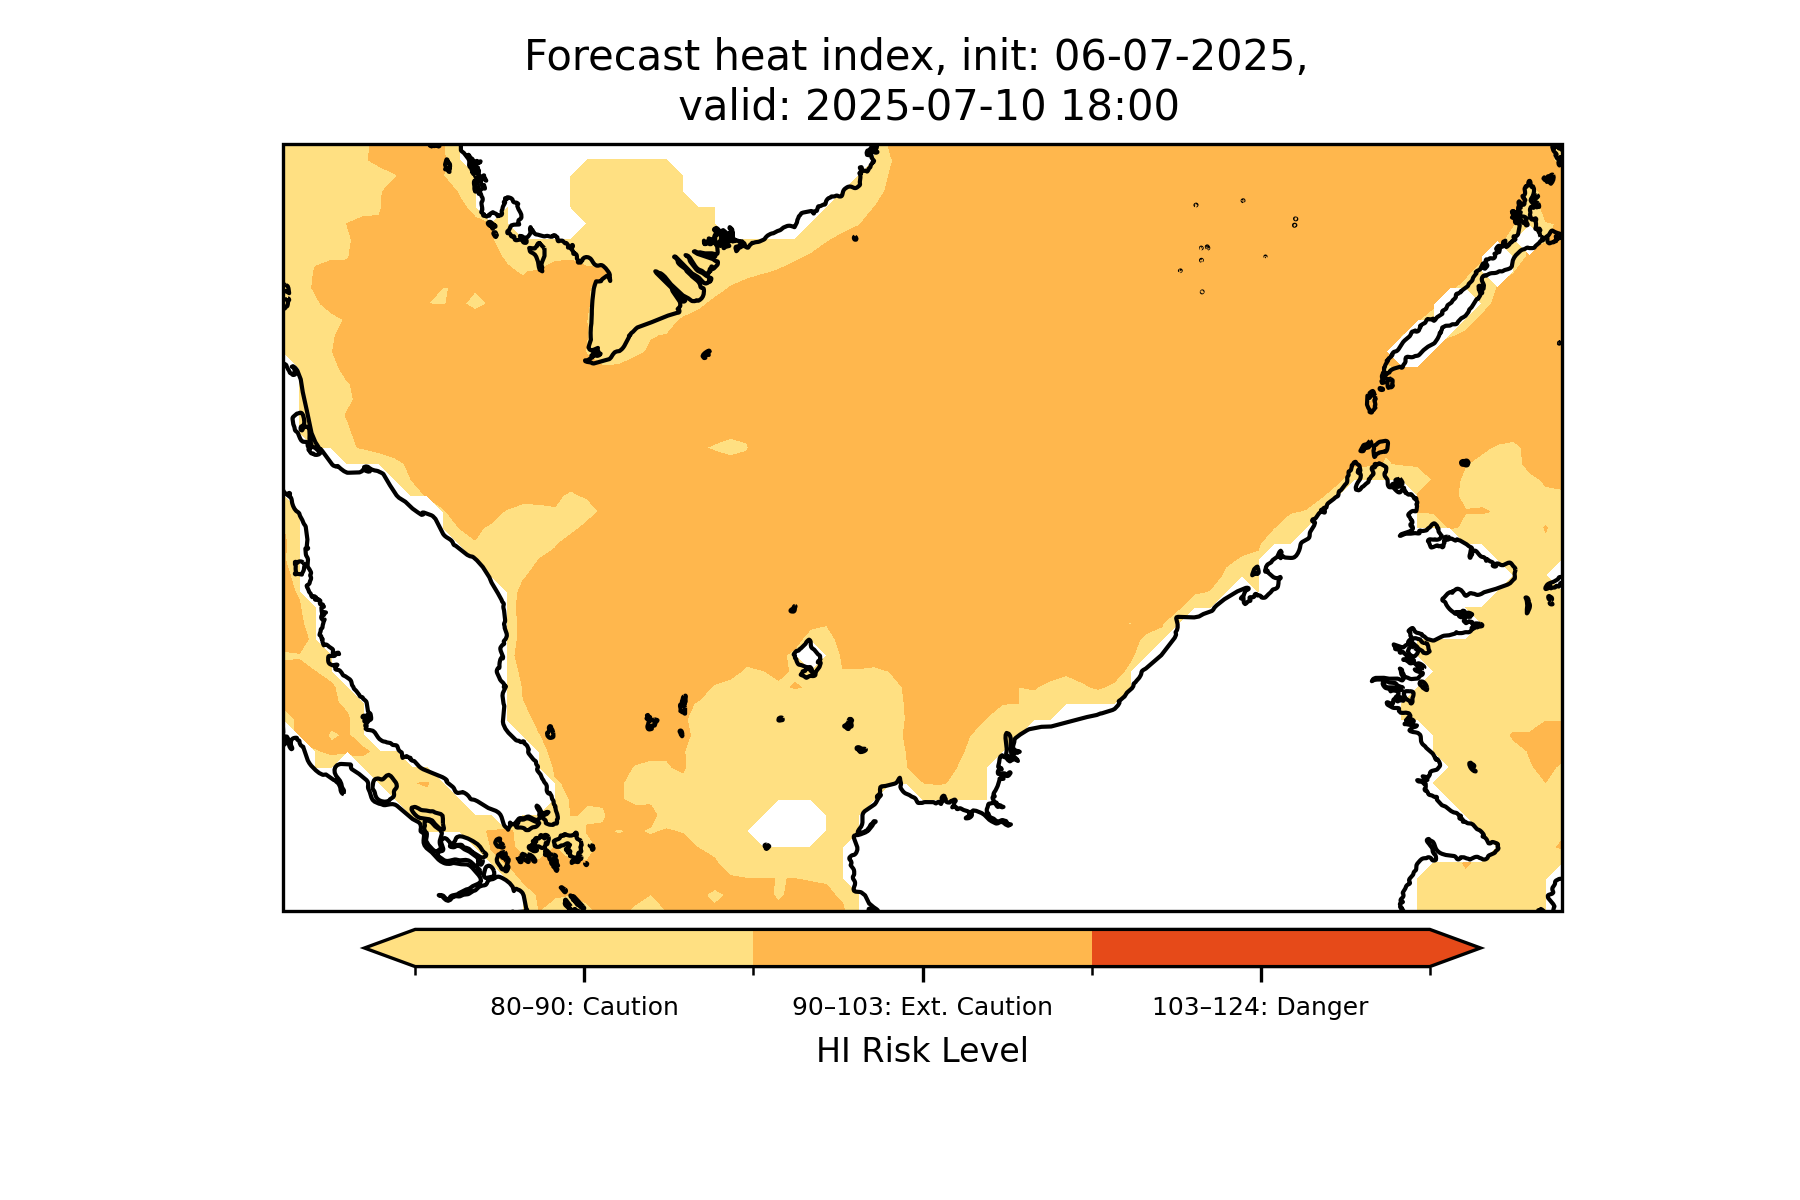 Forecast heat index, init: 06-07-2025,
valid: 2025-07-10 18:00
80–90: Caution
90–103: Ext. Caution
103–124: Danger
HI Risk Level